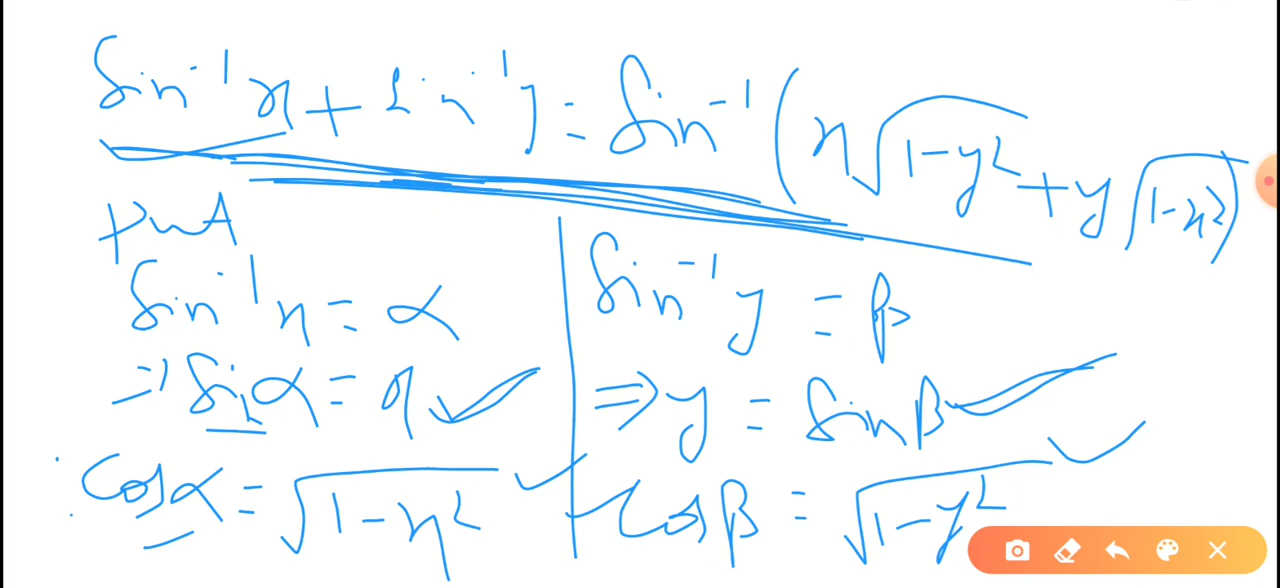 sin⁻¹x + sin⁻¹y = sin⁻¹(x√(1-y²) + y√(1-x²))
put
sin⁻¹x = α | sin⁻¹y = β
⇒ sinα = x | ⇒ y = sinβ
∴ cosα = √(1-x²) | cosβ = √(1-y²)